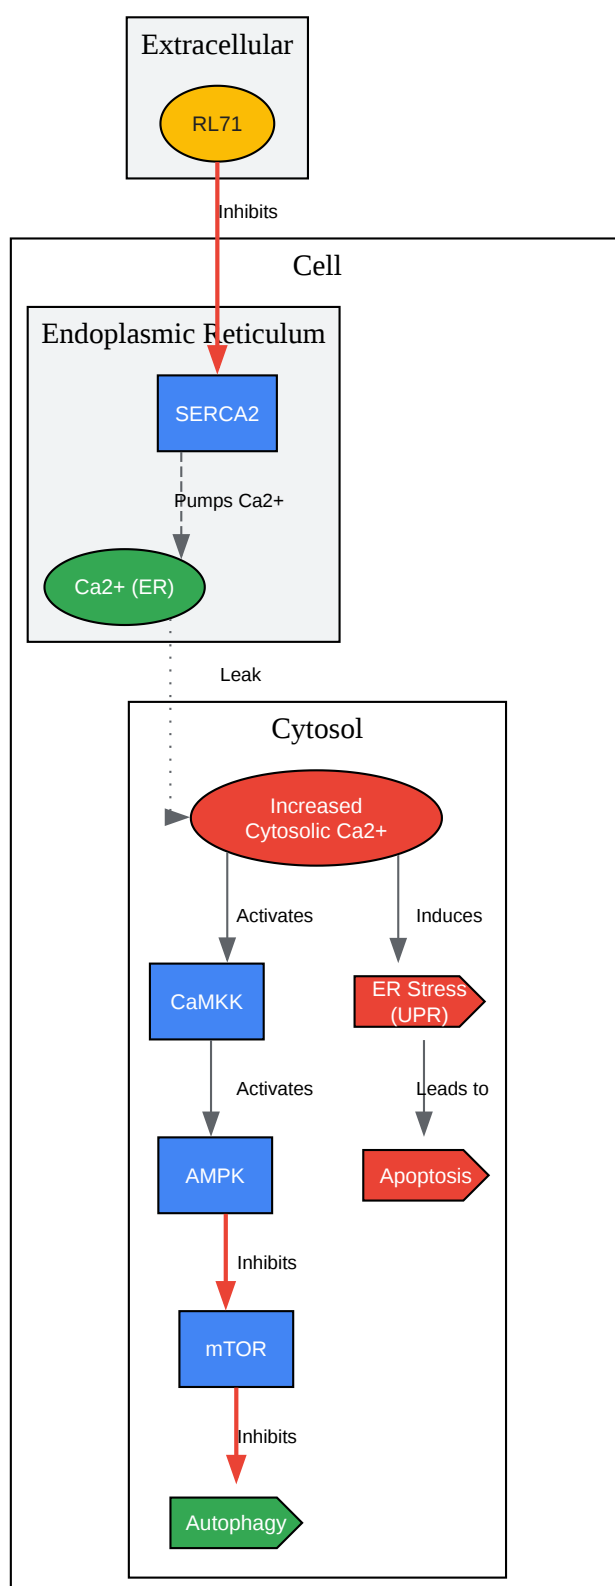 Extracellular
RL71
Inhibits
Cell
Endoplasmic Reticulum
SERCA2
Pumps Ca2+
Ca2+ (ER)
Leak
Cytosol
Increased
Cytosolic Ca2+
Activates
Induces
CaMKK
ER Stress
(UPR)
Activates
Leads to
AMPK
Apoptosis
Inhibits
mTOR
Inhibits
Autophagy